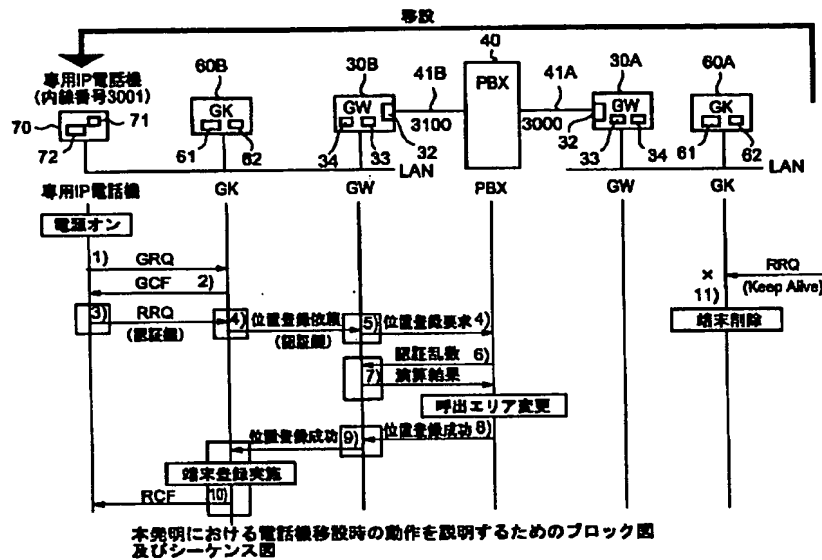 移設
専用IP電話機
(内線番号3001)
70
71
72
60B
GK
61
62
30B
GW
34
33
32
41B
3100
40
PBX
41A
3000
32
30A
GW
33
34
60A
GK
61
62
LAN
LAN
専用IP電話機
GK
GW
PBX
GW
GK
電源オン
1) GRQ
GCF 2)
3) RRQ
(認証鍵)
4) 位置登録依頼
(認証鍵)
5) 位置登録要求 4)
認証乱数 6)
7) 演算結果
呼出エリア変更
位置登録成功 8)
位置登録成功 9)
端末登録実施
RCF 10)
× RRQ
(Keep Alive)
11)
端末削除
本発明における電話機移設時の動作を説明するためのブロック図
及びシーケンス図